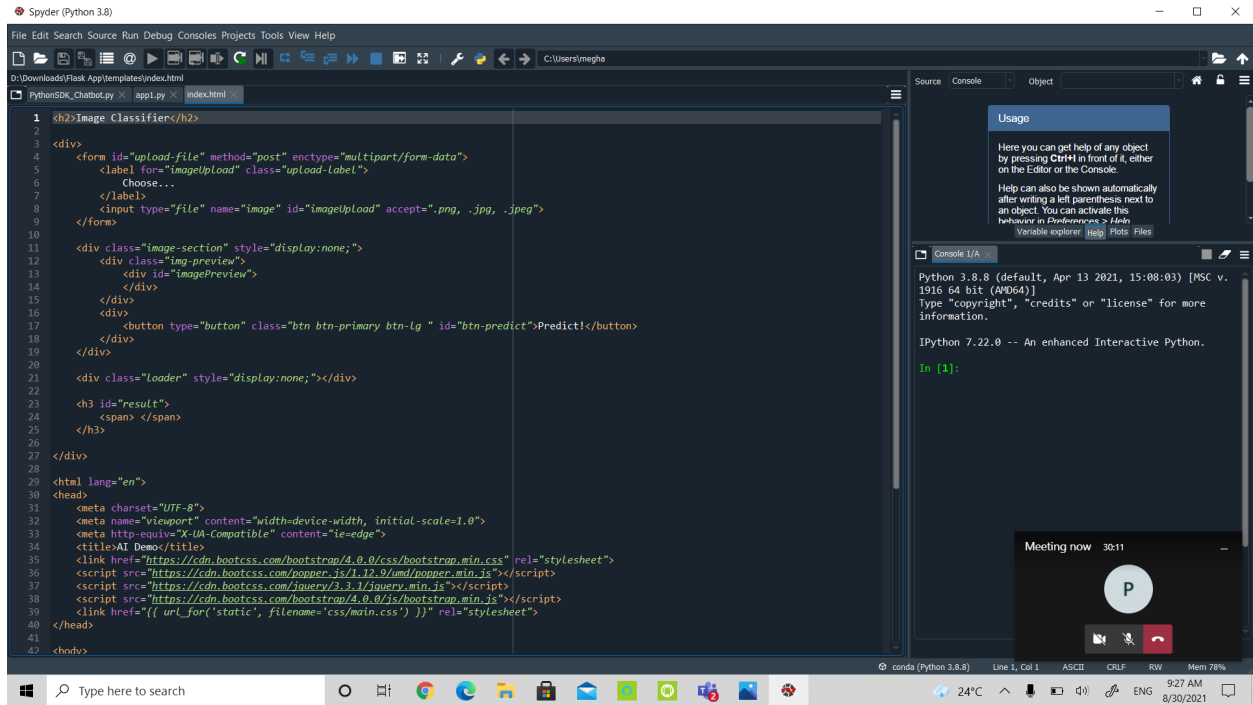 Spyder (Python 3.8)
File Edit Search Source Run Debug Consoles Projects Tools View Help
C:\Users\megha
D:\Downloads\Flask App\templates\index.html
PythonSDK_Chatbot.py
app1.py
index.html
1 <h2>Image Classifier</h2>
2
3 <div>
4 <form id="upload-file" method="post" enctype="multipart/form-data">
5 <label for="imageUpload" class="upload-label">
6 Choose...
7 </label>
8 <input type="file" name="image" id="imageUpload" accept=".png, .jpg, .jpeg">
9 </form>
10
11 <div class="image-section" style="display:none;">
12 <div class="img-preview">
13 <div id="imagePreview">
14 </div>
15 </div>
16 <div>
17 <button type="button" class="btn btn-primary btn-lg " id="btn-predict">Predict!</button>
18 </div>
19 </div>
20
21 <div class="loader" style="display:none;"></div>
22
23 <h3 id="result">
24 <span> </span>
25 </h3>
26
27 </div>
28
29 <html lang="en">
30 <head>
31 <meta charset="UTF-8">
32 <meta name="viewport" content="width=device-width, initial-scale=1.0">
33 <meta http-equiv="X-UA-Compatible" content="ie=edge">
34 <title>AI Demo</title>
35 <link href="https://cdn.bootcss.com/bootstrap/4.0.0/css/bootstrap.min.css" rel="stylesheet">
36 <script src="https://cdn.bootcss.com/popper.js/1.12.9/umd/popper.min.js"></script>
37 <script src="https://cdn.bootcss.com/jquery/3.3.1/jquery.min.js"></script>
38 <script src="https://cdn.bootcss.com/bootstrap/4.0.0/js/bootstrap.min.js"></script>
39 <link href="{{ url_for('static', filename='css/main.css') }}" rel="stylesheet">
40 </head>
41
42 <body>
Source Console Object
Usage
Here you can get help of any object
by pressing Ctrl+I in front of it, either
on the Editor or the Console.
Help can also be shown automatically
after writing a left parenthesis next to
an object. You can activate this
behavior in Preferences > Help.
Variable explorer Help Plots Files
Console 1/A
Python 3.8.8 (default, Apr 13 2021, 15:08:03) [MSC v.
1916 64 bit (AMD64)]
Type "copyright", "credits" or "license" for more
information.
IPython 7.22.0 -- An enhanced Interactive Python.
In [1]:
Meeting now 30:11
P
conda (Python 3.8.8) Line 1, Col 1 ASCII CRLF RW Mem 78%
Type here to search
2
24°C
ENG
9:27 AM
8/30/2021